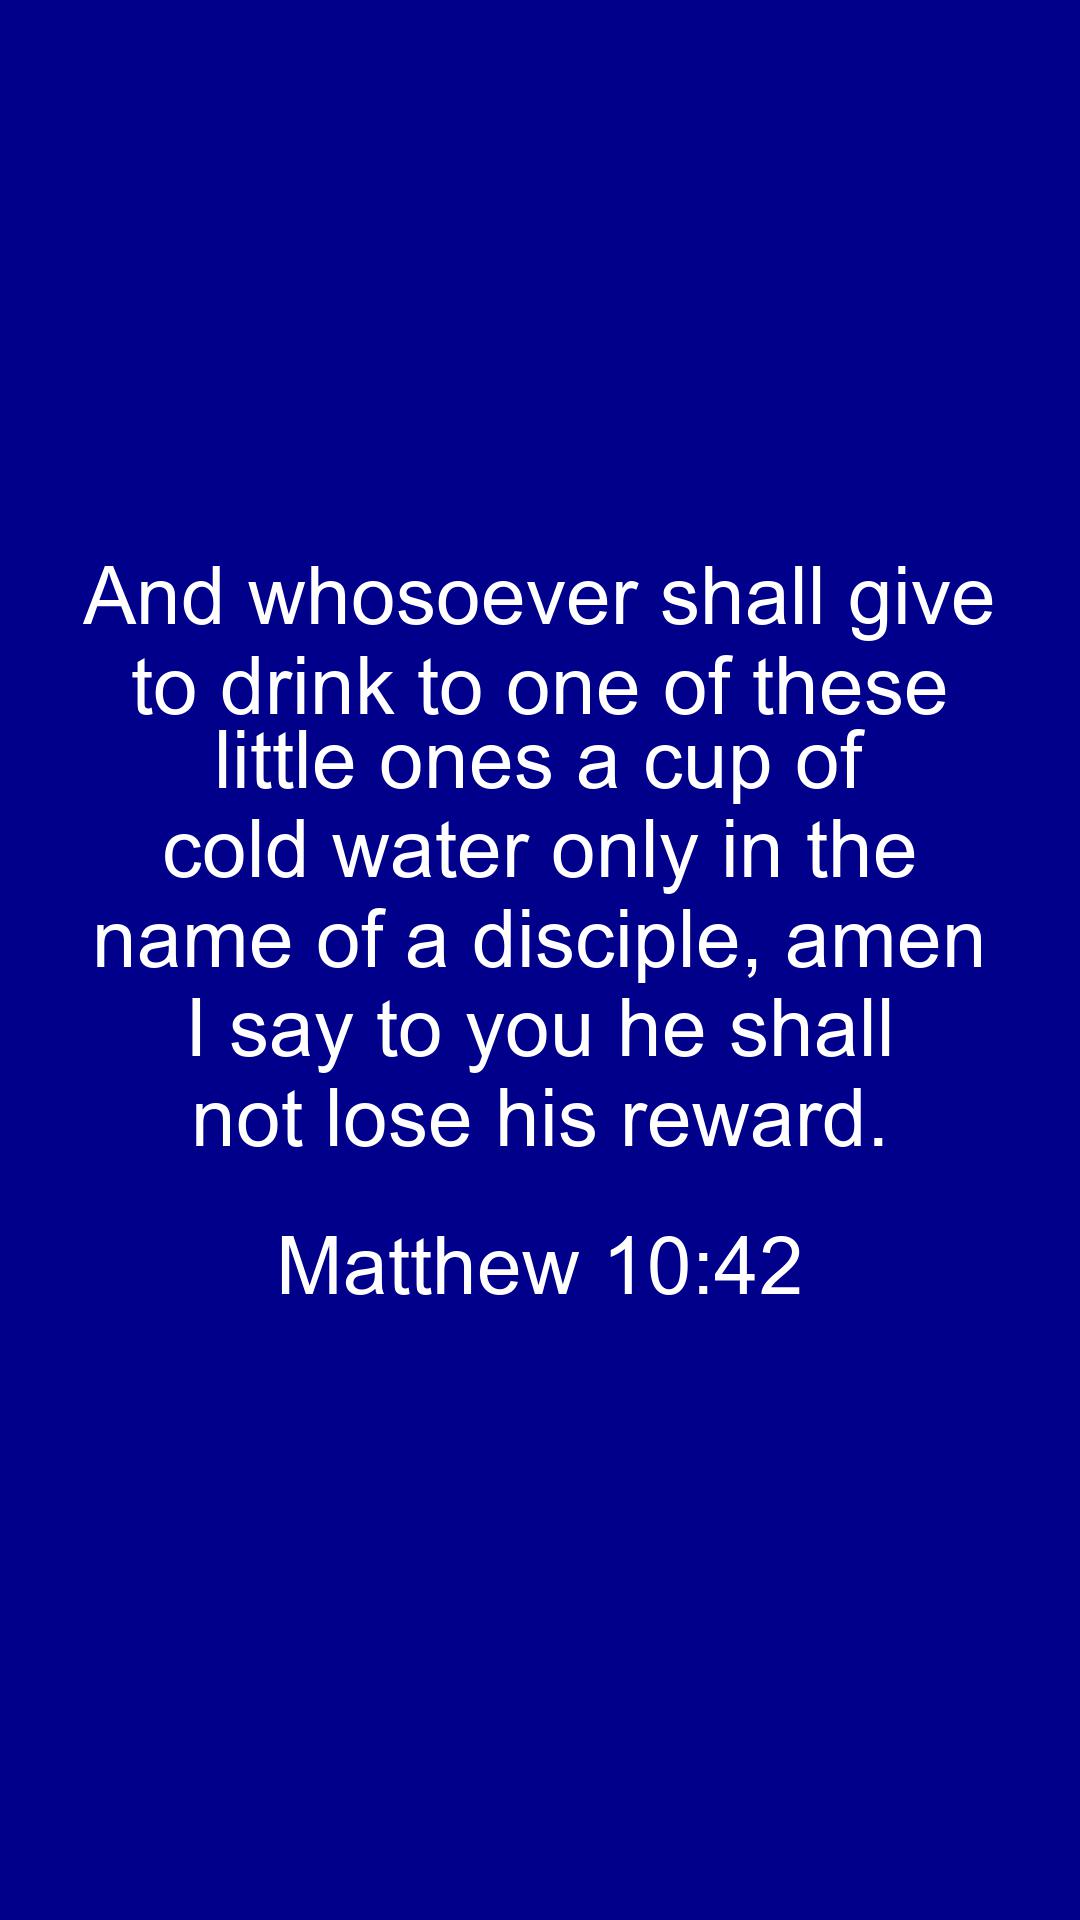 And whosoever shall give
to drink to one of these
little ones a cup of
cold water only in the
name of a disciple, amen
I say to you he shall
not lose his reward.
Matthew 10:42